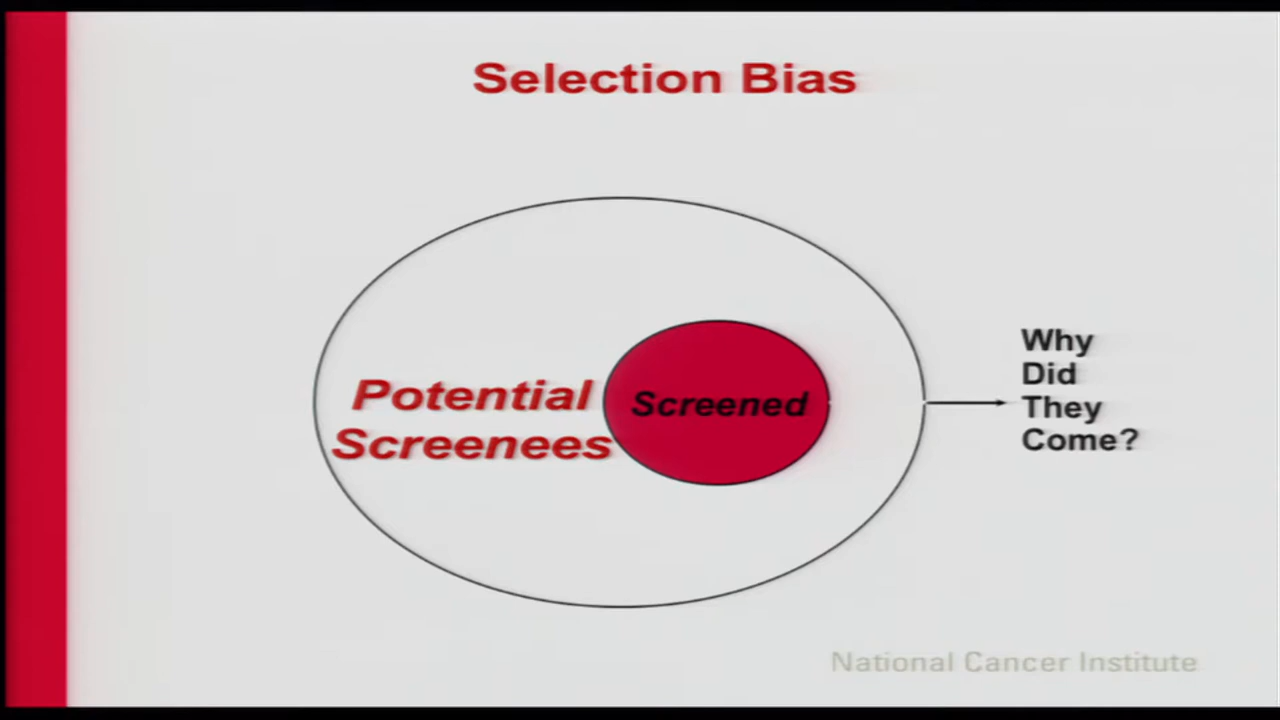 Selection Bias
Potential
Screenees
Screened
Why
Did
They
Come?
National Cancer Institute